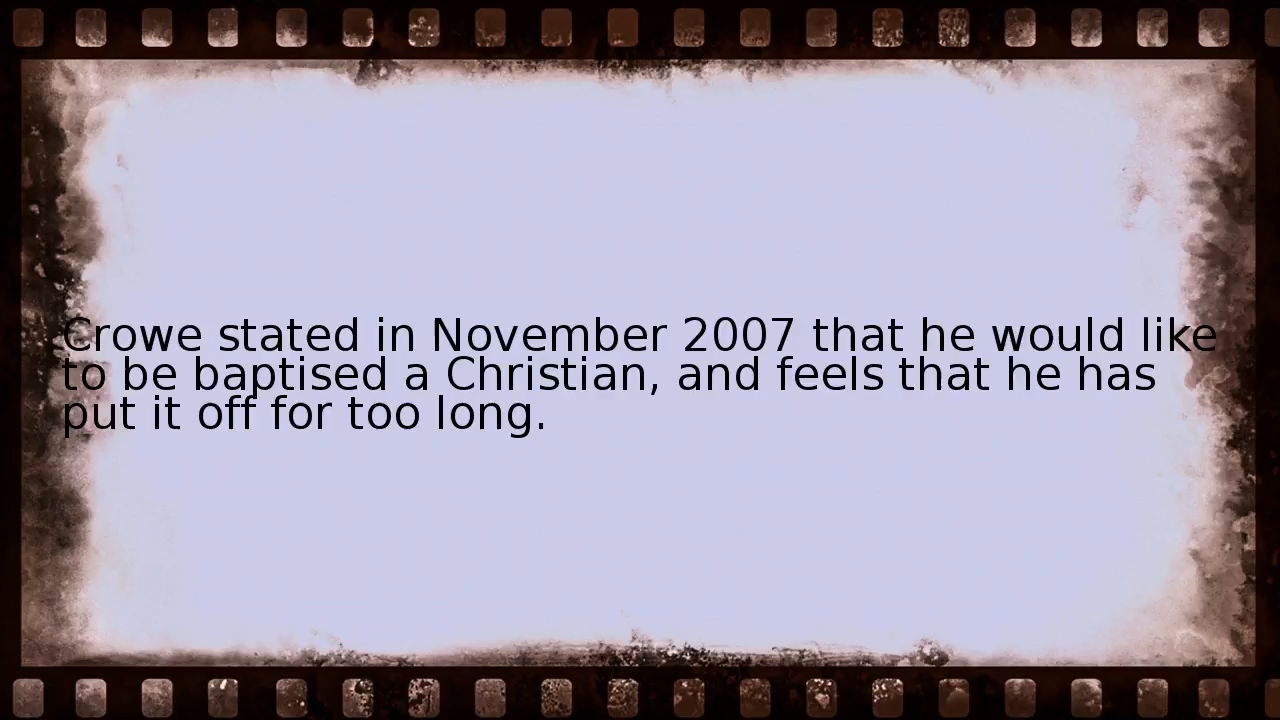 Crowe stated in November 2007 that he would like
to be baptised a Christian, and feels that he has
put it off for too long.